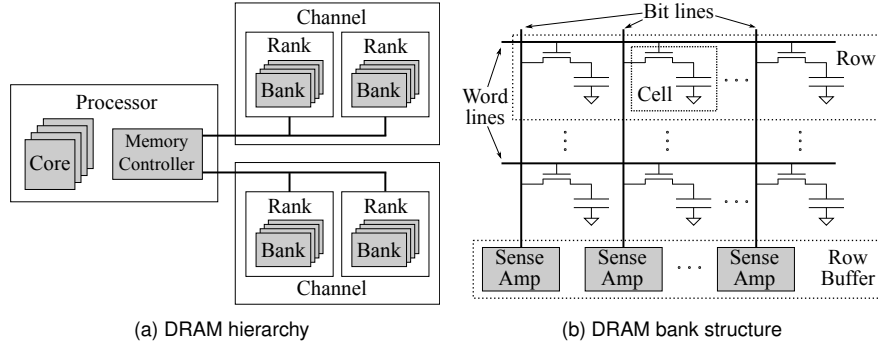 Channel
Rank
Bank
Rank
Bank
Processor
Core
Memory
Controller
Rank
Bank
Rank
Bank
Channel
(a) DRAM hierarchy
Bit lines
Row
Word
lines
Cell
Sense
Amp
Sense
Amp
Sense
Amp
Row
Buffer
(b) DRAM bank structure